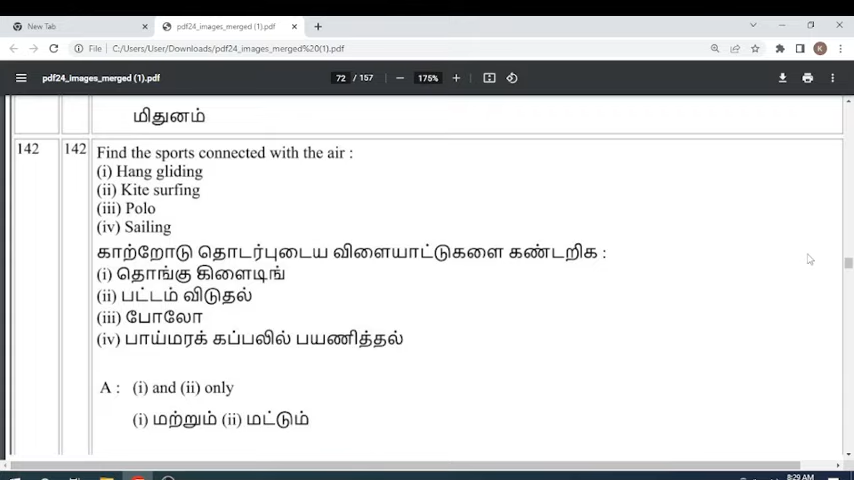 New Tab
pdf24_images_merged (1).pdf
File
C:/Users/User/Downloads/pdf24_images_merged%20(1).pdf
K
pdf24_images_merged (1).pdf
72 / 157
175%
மிதுனம்
142
142
Find the sports connected with the air :
(i) Hang gliding
(ii) Kite surfing
(iii) Polo
(iv) Sailing
காற்றோடு தொடர்புடைய விளையாட்டுகளை கண்டறிக :
(i) தொங்கு கிளைடிங்
(ii) பட்டம் விடுதல்
(iii) போலோ
(iv) பாய்மரக் கப்பலில் பயணித்தல்
A : (i) and (ii) only
(i) மற்றும் (ii) மட்டும்
8:29 AM